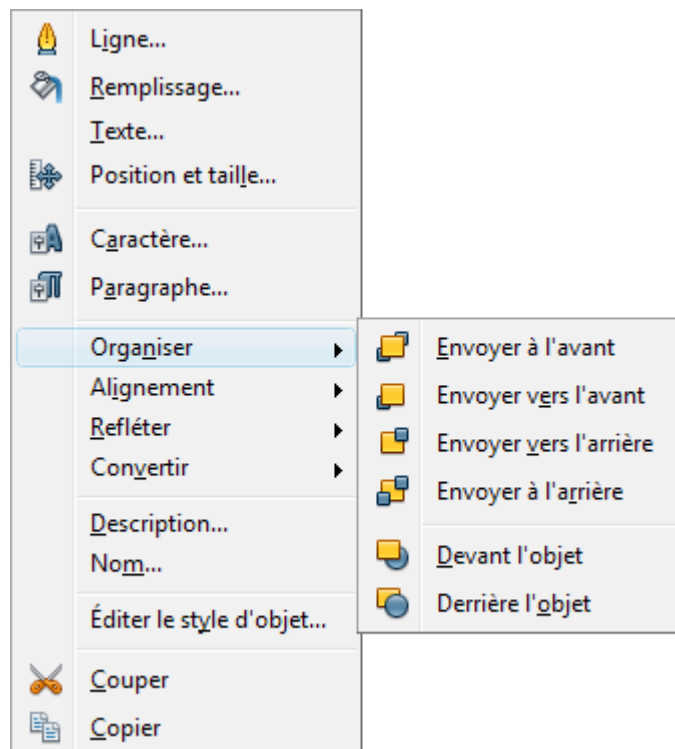 Ligne...
Remplissage...
Texte...
Position et taille...
Caractère...
Paragraphe...
Organiser
Alignement
Refléter
Convertir
Description...
Nom...
Éditer le style d'objet...
Couper
Copier
Envoyer à l'avant
Envoyer vers l'avant
Envoyer vers l'arrière
Envoyer à l'arrière
Devant l'objet
Derrière l'objet